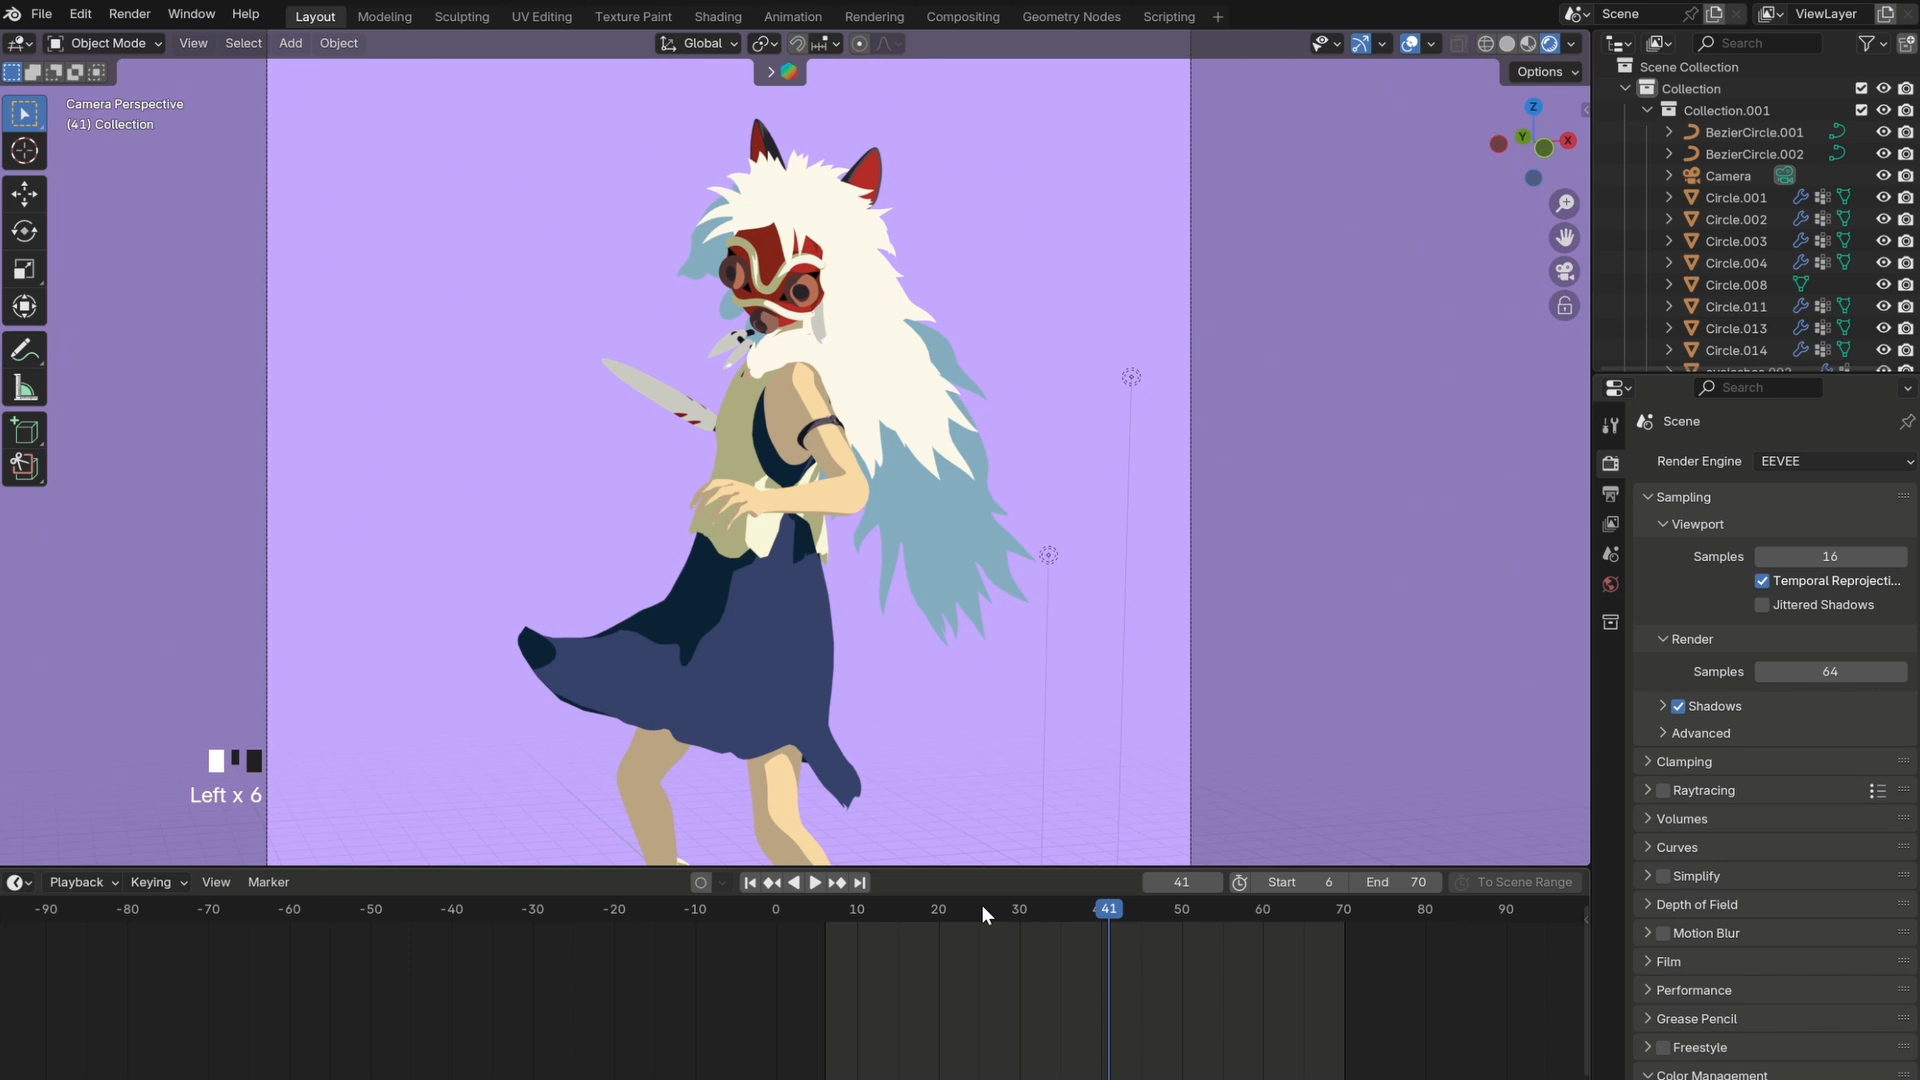 File Edit Render Window Help Layout Modeling Sculpting UV Editing Texture Paint Shading Animation Rendering Compositing Geometry Nodes Scripting + Scene ViewLayer
Object Mode View Select Add Object Global Search
Options
Camera Perspective
(41) Collection
Z
Y
X
Left x 6
Scene Collection
Collection
Collection.001
BezierCircle.001
BezierCircle.002
Camera
Circle.001
Circle.002
Circle.003
Circle.004
Circle.008
Circle.011
Circle.013
Circle.014
Search
Scene
Render Engine EEVEE
Sampling
Viewport
Samples 16
Temporal Reprojecti...
Jittered Shadows
Render
Samples 64
Shadows
Advanced
Clamping
Raytracing
Volumes
Curves
Simplify
Depth of Field
Motion Blur
Film
Performance
Grease Pencil
Freestyle
Color Management
Playback Keying View Marker 41 Start 6 End 70 To Scene Range
-90 -80 -70 -60 -50 -40 -30 -20 -10 0 10 20 30 41 50 60 70 80 90